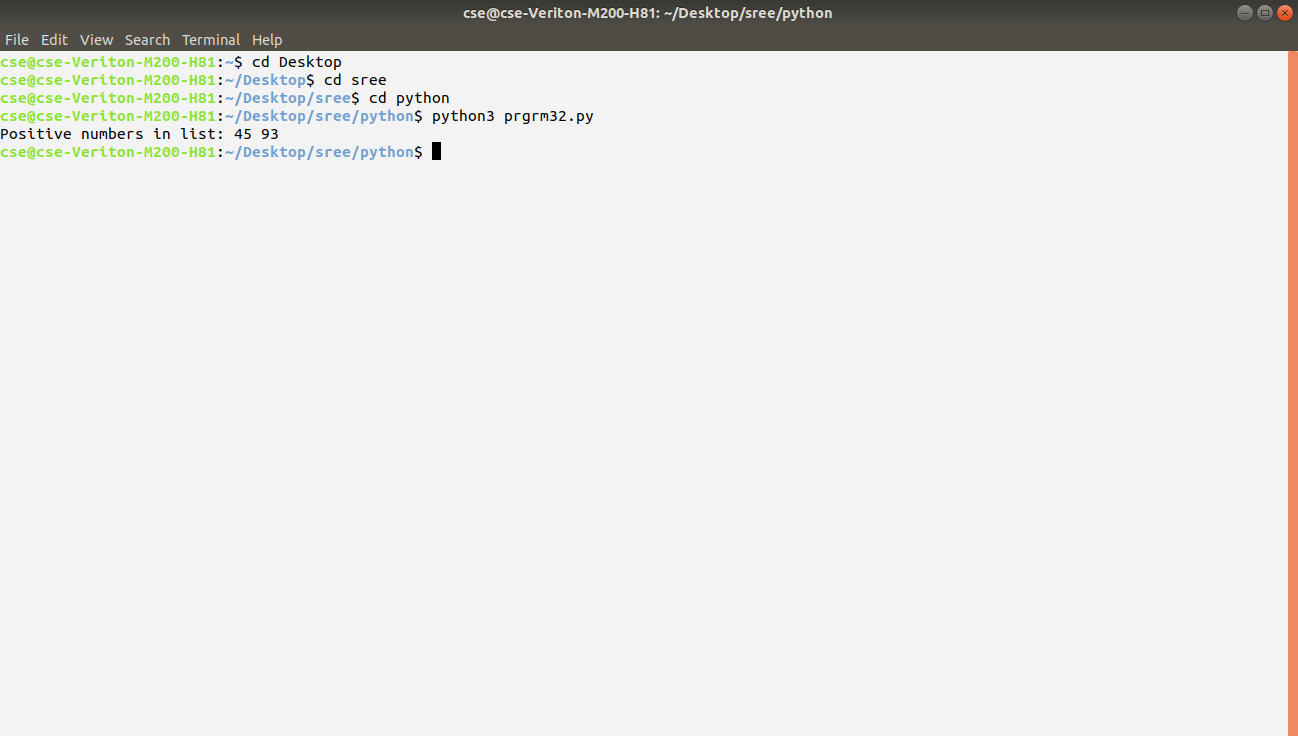 cse@cse-Veriton-M200-H81: ~/Desktop/sree/python
File Edit View Search Terminal Help
cse@cse-Veriton-M200-H81:~$ cd Desktop
cse@cse-Veriton-M200-H81:~/Desktop$ cd sree
cse@cse-Veriton-M200-H81:~/Desktop/sree$ cd python
cse@cse-Veriton-M200-H81:~/Desktop/sree/python$ python3 prgrm32.py
Positive numbers in list: 45 93
cse@cse-Veriton-M200-H81:~/Desktop/sree/python$